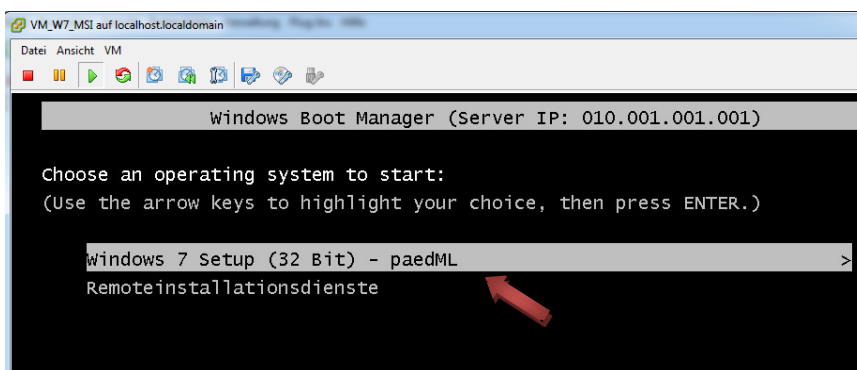 VM_W7_MSI auf localhost.localdomain
Datei Ansicht VM
Windows Boot Manager (Server IP: 010.001.001.001)
Choose an operating system to start:
(Use the arrow keys to highlight your choice, then press ENTER.)
Windows 7 Setup (32 Bit) - paedML >
Remoteinstallationsdienste